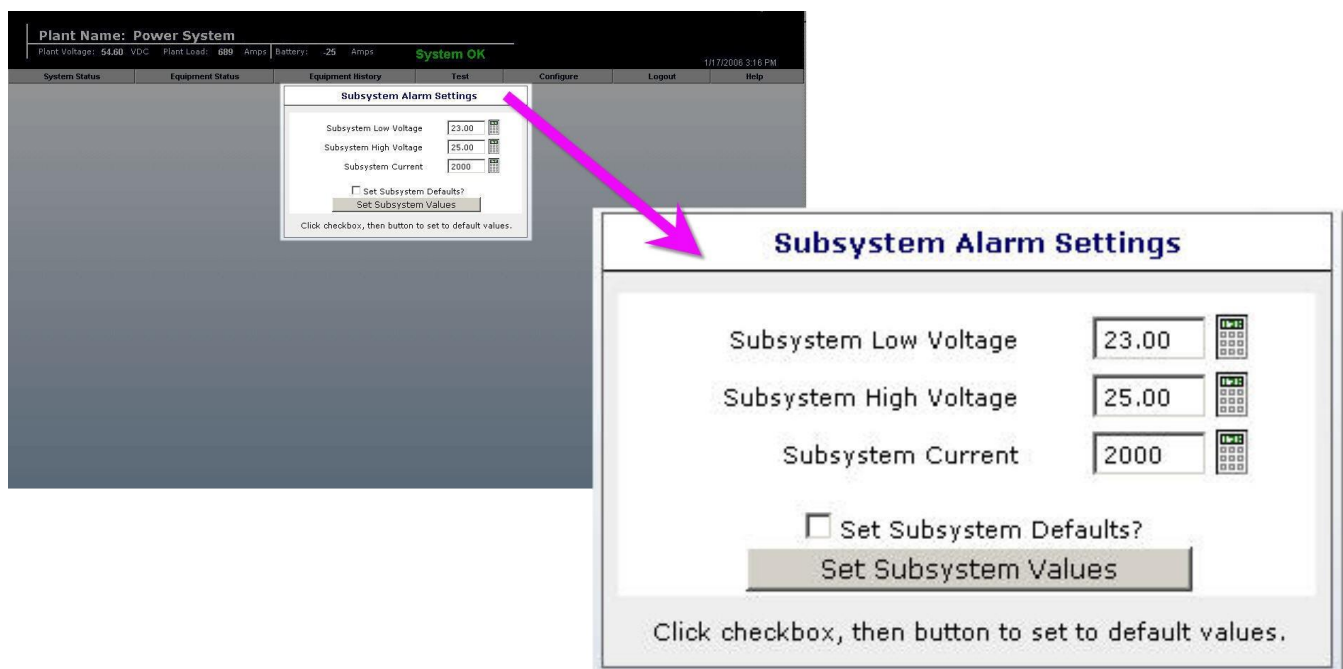 Plant Name: Power System
Plant Voltage: 54.60 VDC Plant Load: 689 Amps Battery: -25 Amps System OK
1/17/2006 3:16 PM
System Status Equipment Status Equipment History Test Configure Logout Help
Subsystem Alarm Settings
Subsystem Low Voltage 23.00
Subsystem High Voltage 25.00
Subsystem Current 2000
Set Subsystem Defaults?
Set Subsystem Values
Click checkbox, then button to set to default values.
Subsystem Alarm Settings
Subsystem Low Voltage 23.00
Subsystem High Voltage 25.00
Subsystem Current 2000
Set Subsystem Defaults?
Set Subsystem Values
Click checkbox, then button to set to default values.